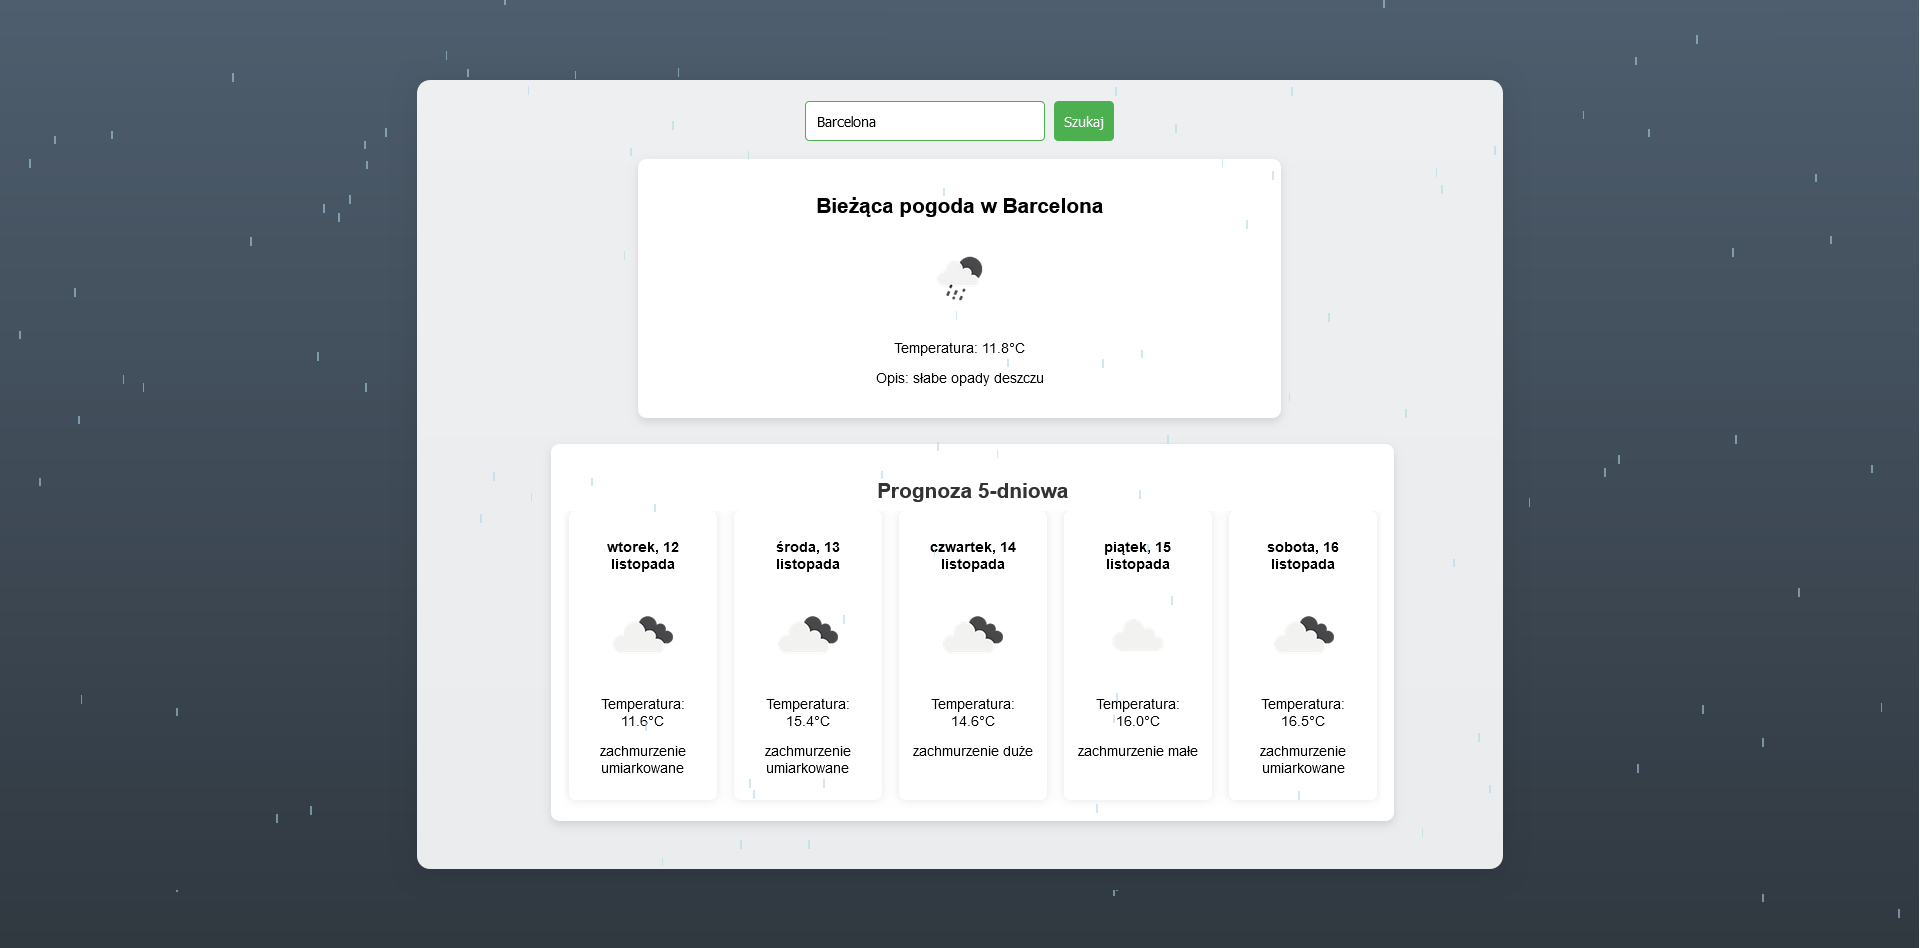 Barcelona
Szukaj
Bieżąca pogoda w Barcelona
Temperatura: 11.8°C
Opis: słabe opady deszczu
Prognoza 5-dniowa
wtorek, 12
listopada
Temperatura:
11.6°C
zachmurzenie
umiarkowane
środa, 13
listopada
Temperatura:
15.4°C
zachmurzenie
umiarkowane
czwartek, 14
listopada
Temperatura:
14.6°C
zachmurzenie duże
piątek, 15
listopada
Temperatura:
16.0°C
zachmurzenie małe
sobota, 16
listopada
Temperatura:
16.5°C
zachmurzenie
umiarkowane